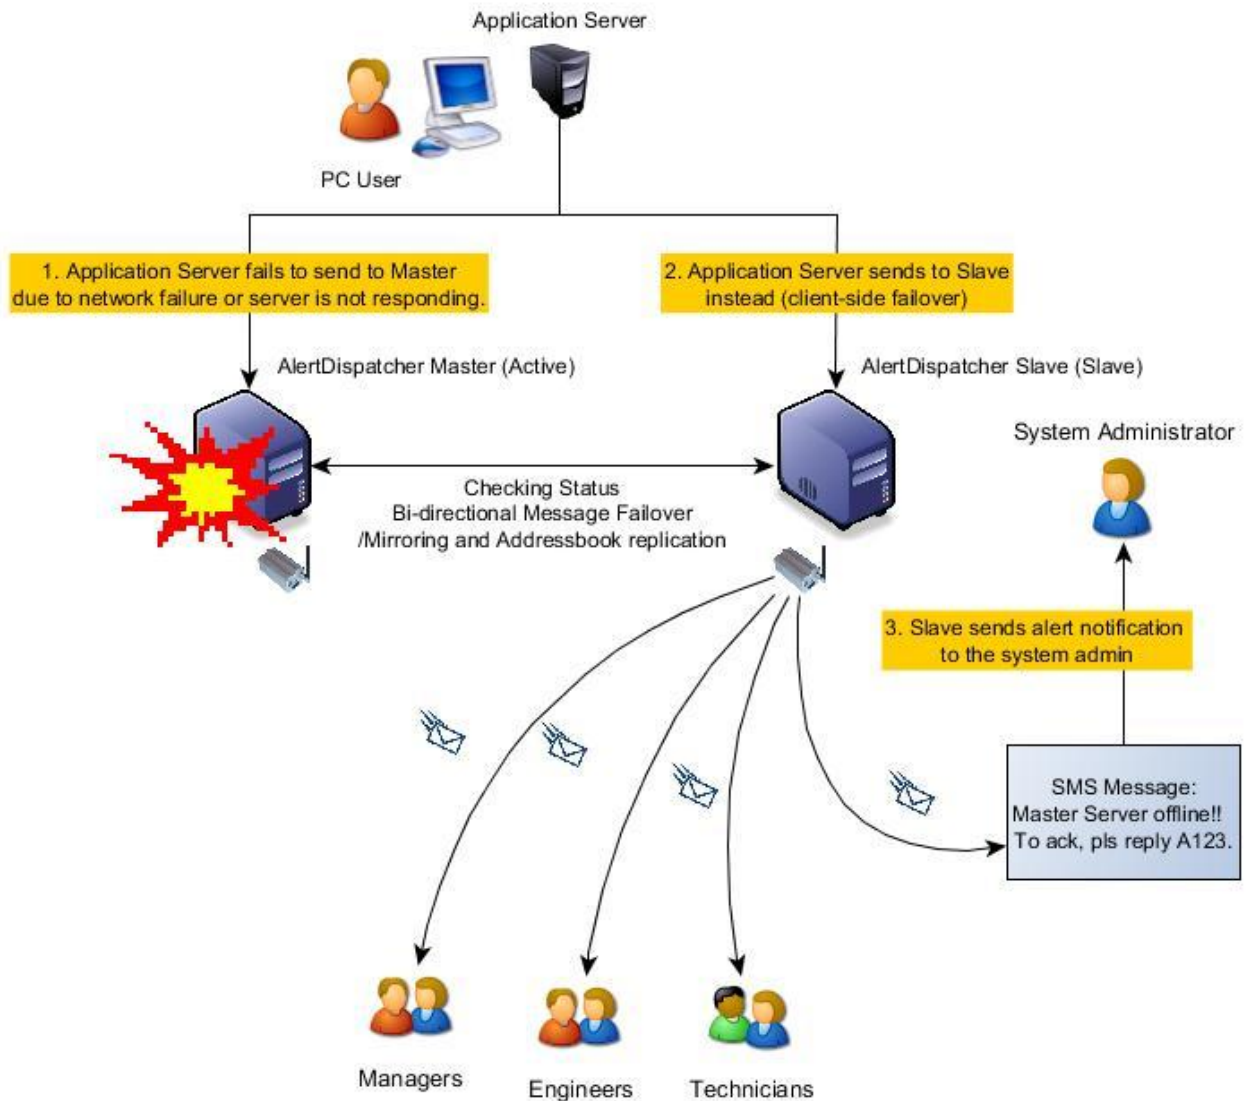 Application Server
PC User
1. Application Server fails to send to Master
due to network failure or server is not responding.
2. Application Server sends to Slave
instead (client-side failover)
AlertDispatcher Master (Active)
AlertDispatcher Slave (Slave)
System Administrator
Checking Status
Bi-directional Message Failover
/Mirroring and Addressbook replication
3. Slave sends alert notification
to the system admin
SMS Message:
Master Server offline!!
To ack, pls reply A123.
Managers
Engineers
Technicians